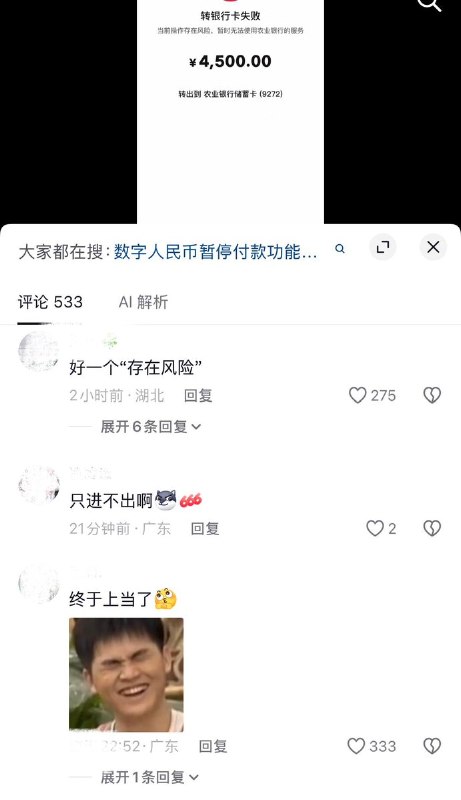 转银行卡失败
当前操作存在风险，暂时无法使用农业银行的服务
¥4,500.00
转出到 农业银行储蓄卡 (9272)
大家都在搜：数字人民币暂停付款功能...
评论 533
AI 解析
好一个“存在风险”
2小时前 · 湖北 回复
275
展开6条回复
只进不出啊 666
21分钟前 · 广东 回复
2
终于上当了
22:52 · 广东 回复
333
展开1条回复